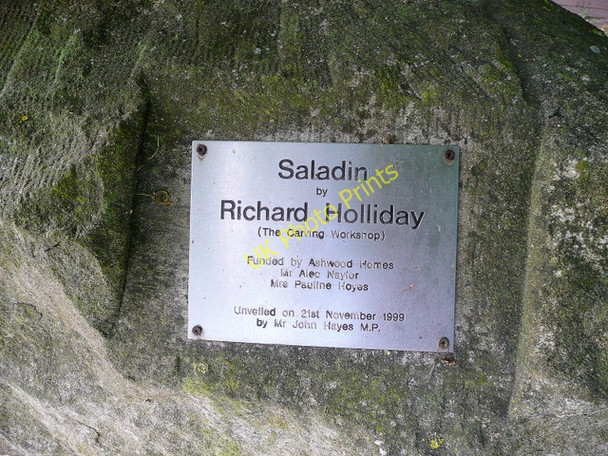 Saladin
by
Richard Holliday
(The Carving Workshop)
Funded by Ashwood Homes
Mr Alec Naylor
Mrs Pauline Hoyes
Unveiled on 21st November 1999
by Mr John Hayes M.P.
UK Photo Prints